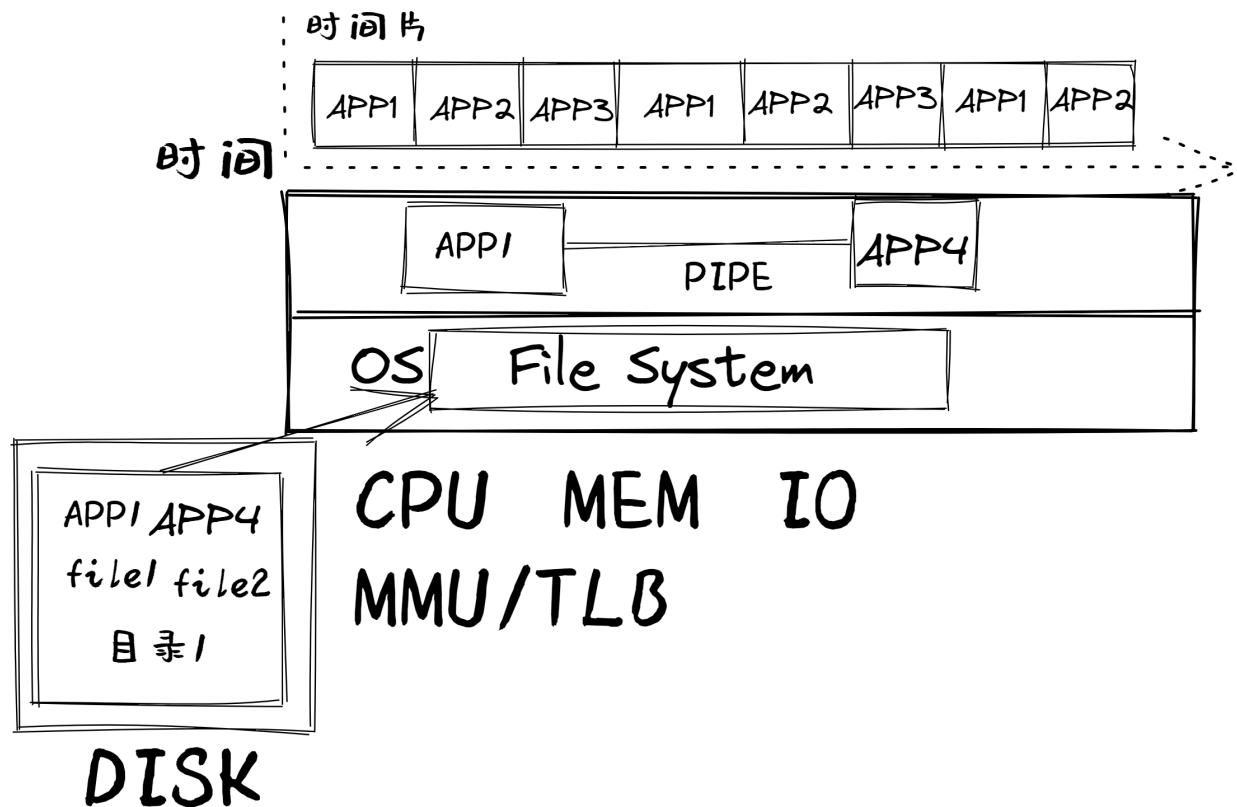 时间片
APP1 APP2 APP3 APP1 APP2 APP3 APP1 APP2
时间
APP1 APP4
PIPE
OS File System
CPU MEM IO
MMU/TLB
APP1 APP4
file1 file2
目录1
DISK